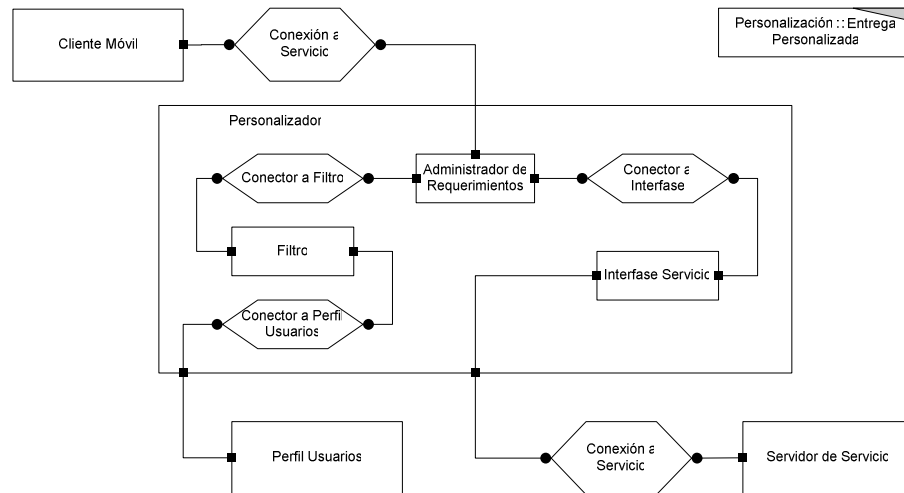 Cliente Móvil
Conexión a
Servicio
Personalización :: Entrega
Personalizada
Personalizador
Conector a Filtro
Administrador de
Requerimientos
Conector a
Interfase
Filtro
Interfase Servicio
Conector a Perfil
Usuarios
Perfil Usuarios
Conexión a
Servicio
Servidor de Servicio